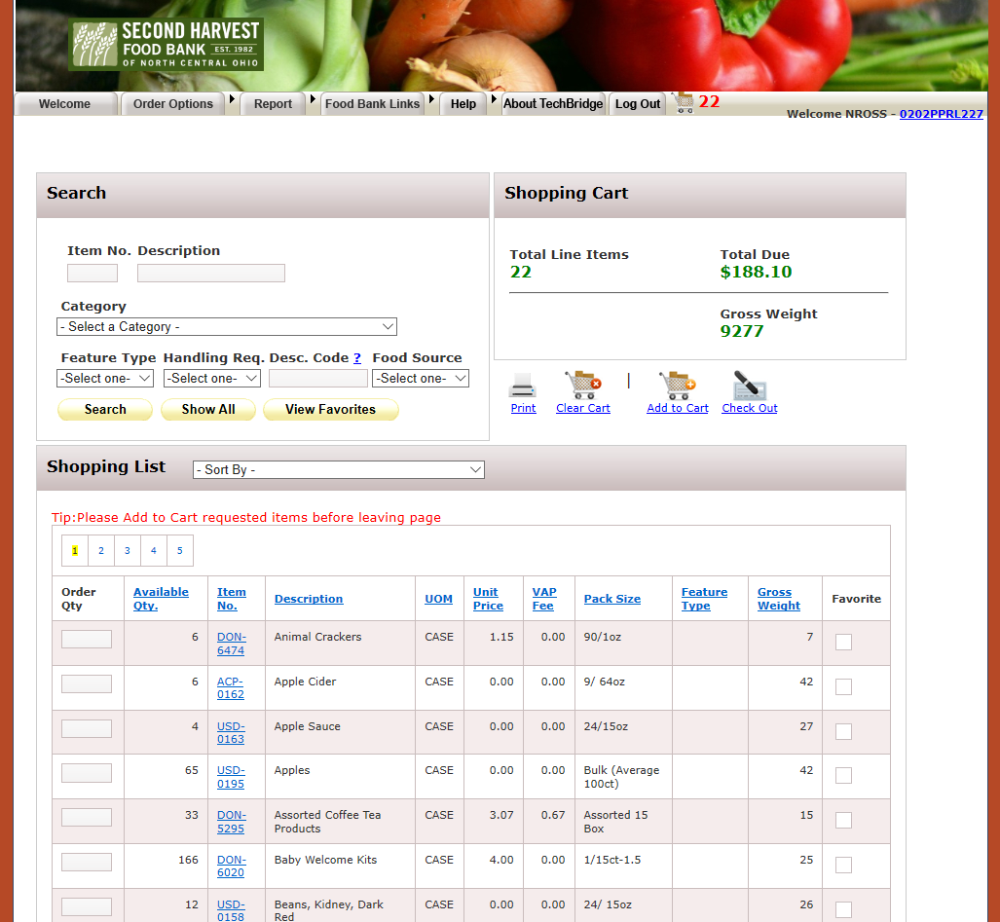 SECOND HARVEST
FOOD BANK EST. 1982
OF NORTH CENTRAL OHIO
Welcome Order Options Report Food Bank Links Help About TechBridge Log Out 22
Welcome NROSS - 0202PPRL227
Search
Item No. Description
Category
- Select a Category -
Feature Type Handling Req. Desc. Code ? Food Source
-Select one- -Select one- -Select one-
Search Show All View Favorites
Shopping Cart
Total Line Items Total Due
22 $188.10
Gross Weight
9277
Print Clear Cart | Add to Cart Check Out
Shopping List - Sort By -
Tip:Please Add to Cart requested items before leaving page
1 2 3 4 5
Order Available Item Description UOM Unit VAP Pack Size Feature Gross Favorite
Qty Qty. No. Price Fee Type Weight
6 DON- Animal Crackers CASE 1.15 0.00 90/1oz 7
6474
6 ACP- Apple Cider CASE 0.00 0.00 9/ 64oz 42
0162
4 USD- Apple Sauce CASE 0.00 0.00 24/15oz 27
0163
65 USD- Apples CASE 0.00 0.00 Bulk (Average 42
0195 100ct)
33 DON- Assorted Coffee Tea CASE 3.07 0.67 Assorted 15 15
5295 Products Box
166 DON- Baby Welcome Kits CASE 4.00 0.00 1/15ct-1.5 25
6020
12 USD- Beans, Kidney, Dark CASE 0.00 0.00 24/ 15oz 26
0158 Red